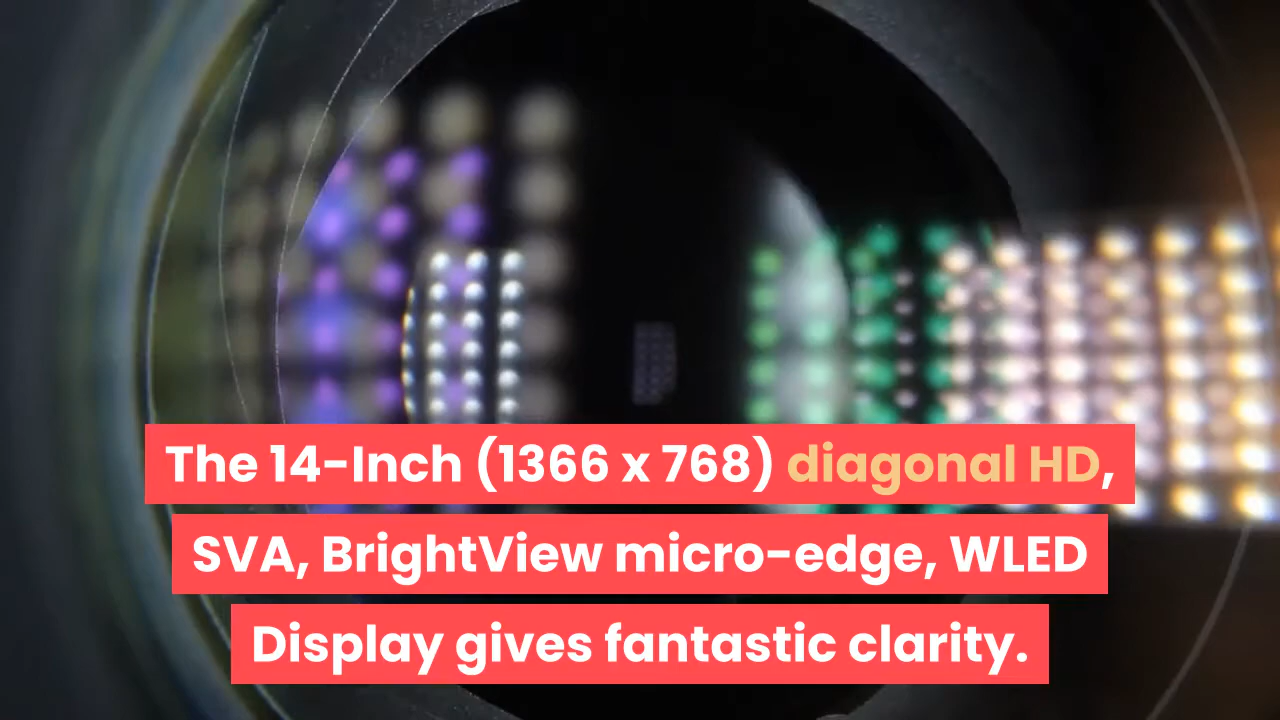 The 14-Inch (1366 x 768) diagonal HD,
SVA, BrightView micro-edge, WLED
Display gives fantastic clarity.